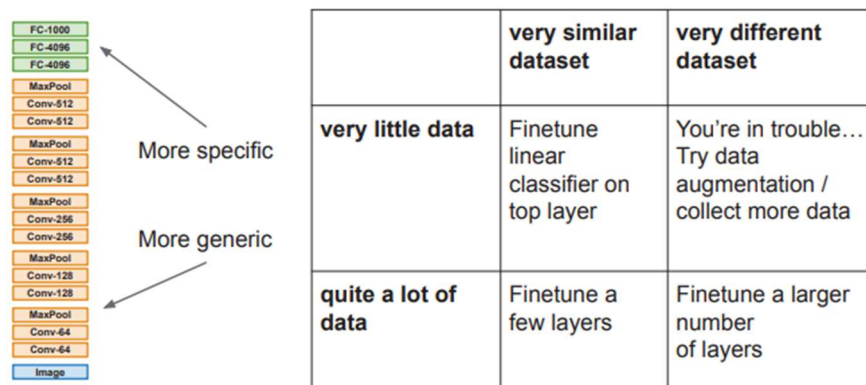 FC-1000
FC-4096
FC-4096
MaxPool
Conv-512
Conv-512
MaxPool
Conv-512
Conv-512
MaxPool
Conv-256
Conv-256
MaxPool
Conv-128
Conv-128
MaxPool
Conv-64
Conv-64
Image
More specific
More generic
very similar
dataset
very different
dataset
very little data
Finetune
linear
classifier on
top layer
You're in trouble…
Try data
augmentation /
collect more data
quite a lot of
data
Finetune a
few layers
Finetune a larger
number
of layers